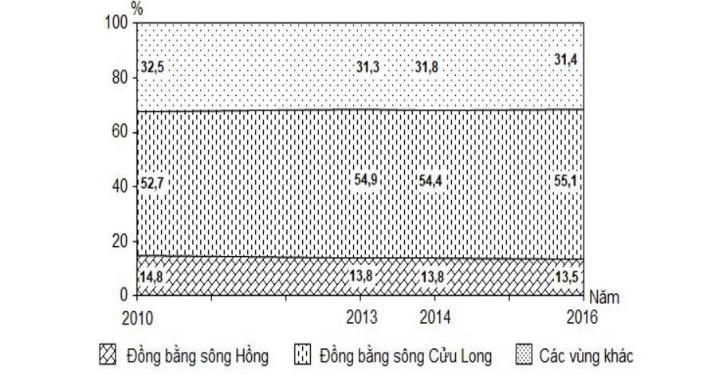 %
100
80
60
40
20
0
32,5 31,3 31,8 31,4
52,7 54,9 54,4 55,1
14,8 13,8 13,8 13,5
Năm
2010 2013 2014 2016
Đồng bằng sông Hồng Đồng bằng sông Cửu Long Các vùng khác